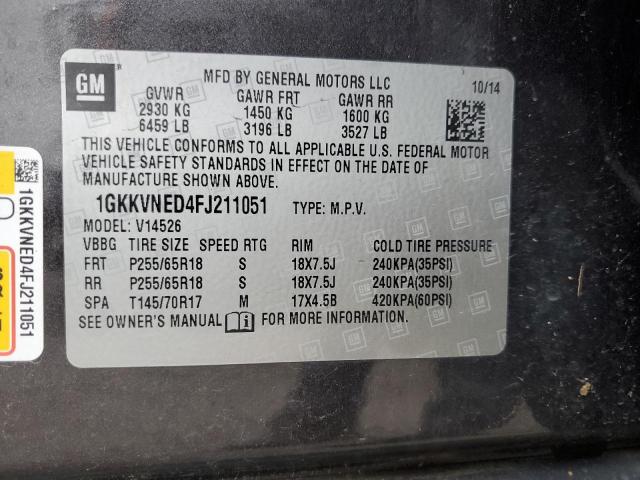 GM
MFD BY GENERAL MOTORS LLC 10/14
GVWR GAWR FRT GAWR RR
2930 KG 1450 KG 1600 KG
6459 LB 3196 LB 3527 LB
THIS VEHICLE CONFORMS TO ALL APPLICABLE U.S. FEDERAL MOTOR
VEHICLE SAFETY STANDARDS IN EFFECT ON THE DATE OF
MANUFACTURE SHOWN ABOVE.
1GKKVNED4FJ211051 TYPE: M.P.V.
MODEL: V14526
VBBG TIRE SIZE SPEED RTG RIM COLD TIRE PRESSURE
FRT P255/65R18 S 18X7.5J 240KPA(35PSI)
RR P255/65R18 S 18X7.5J 240KPA(35PSI)
SPA T145/70R17 M 17X4.5B 420KPA(60PSI)
SEE OWNER'S MANUAL FOR MORE INFORMATION.
1GKKVNED4FJ211051